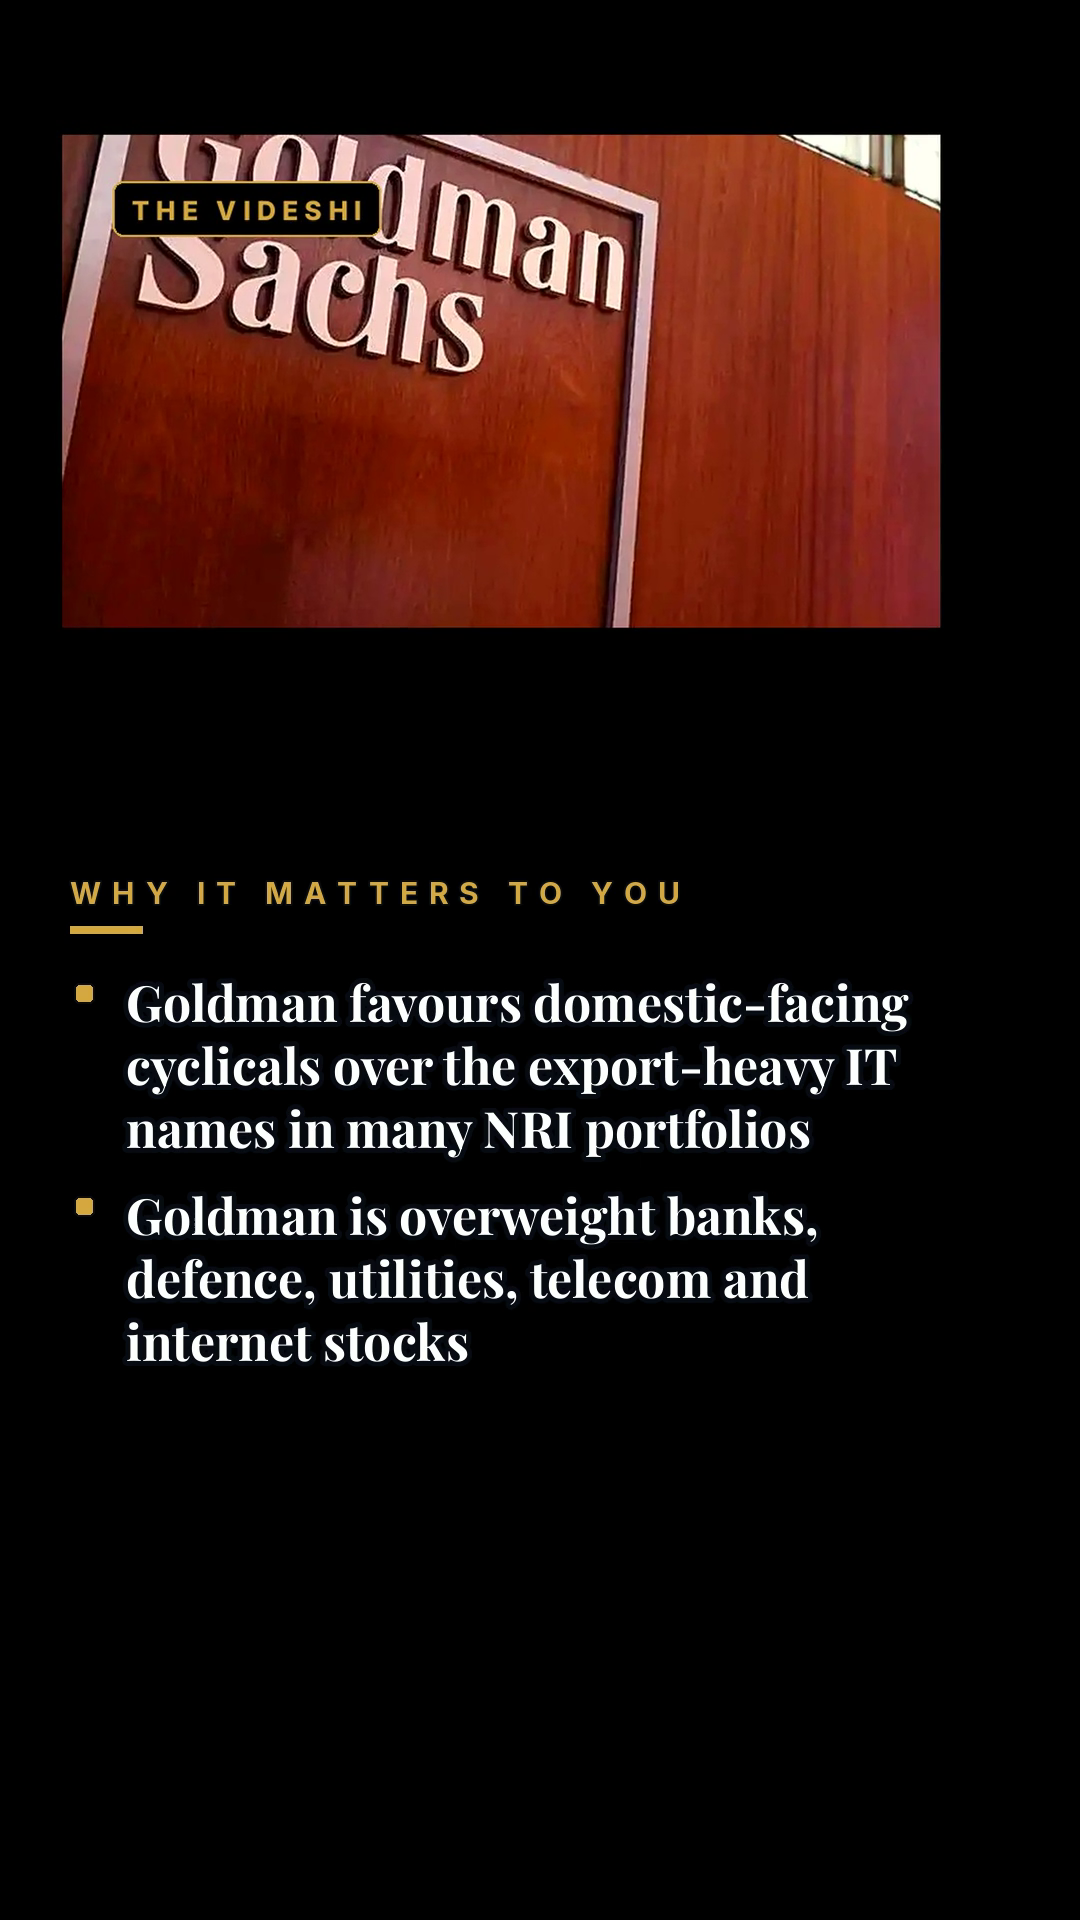 Goldman
THE VIDESHI
Sachs
WHY IT MATTERS TO YOU
Goldman favours domestic-facing
cyclicals over the export-heavy IT
names in many NRI portfolios
Goldman is overweight banks,
defence, utilities, telecom and
internet stocks